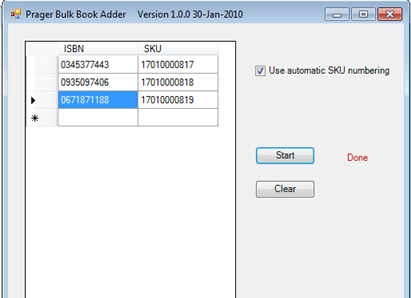 Prager Bulk Book Adder Version 1.0.0 30-Jan-2010
ISBN SKU
0345377443 17010000817
Use automatic SKU numbering
0935097406 17010000818
0671871188 17010000819
Start Done
Clear